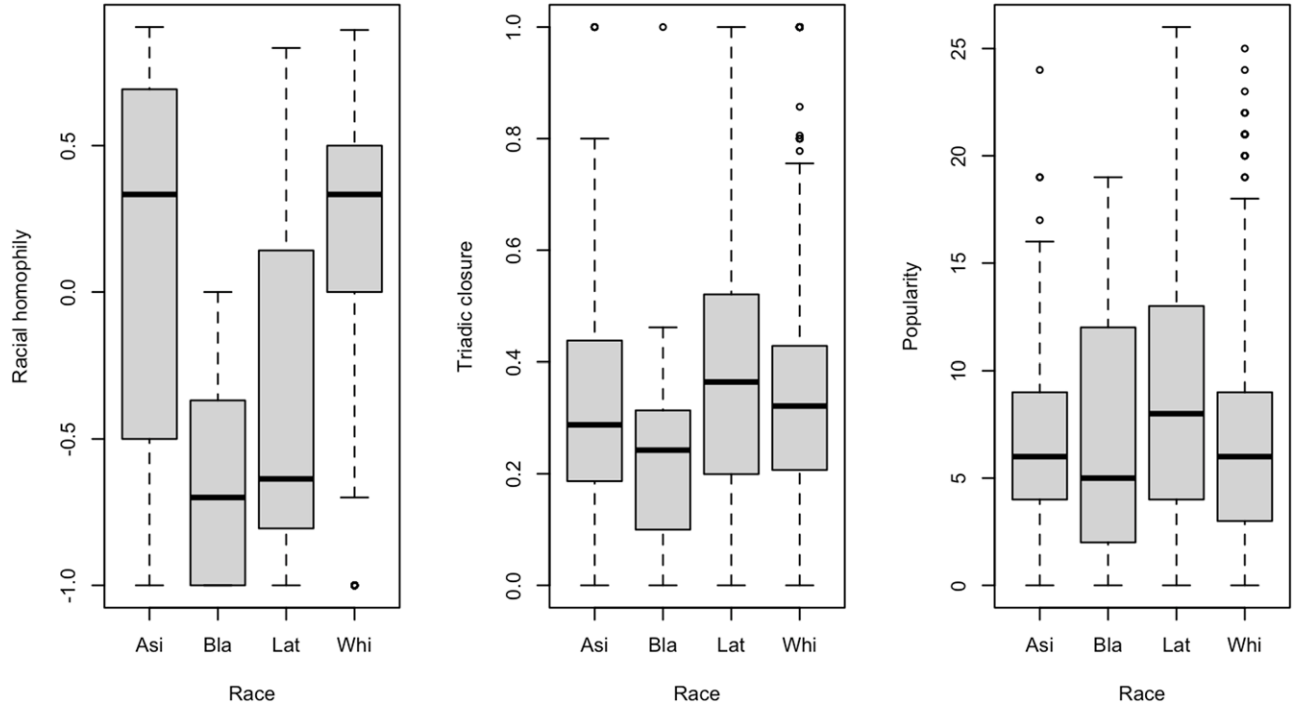 Racial homophily
0.5
0.0
-0.5
-1.0
Asi Bla Lat Whi
Race
Triadic closure
1.0
0.8
0.6
0.4
0.2
0.0
Asi Bla Lat Whi
Race
Popularity
25
20
15
10
5
0
Asi Bla Lat Whi
Race